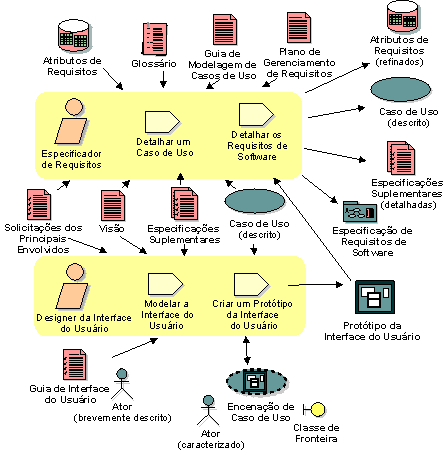 Atributos de
Requisitos
Glossário
Guia de
Modelagem de
Casos de Uso
Plano de
Gerenciamento
de Requisitos
Atributos de
Requisitos
(refinados)
Especificador
de Requisitos
Detalhar um
Caso de Uso
Detalhar os
Requisitos de
Software
Caso de Uso
(descrito)
Especificações
Suplementares
(detalhadas)
Solicitações dos
Principais
Envolvidos
Visão
Especificações
Suplementares
Caso de Uso
(descrito)
Especificação de
Requisitos de
Software
Designer da Interface
do Usuário
Modelar a
Interface do
Usuário
Criar um Protótipo
da Interface
do Usuário
Protótipo da
Interface do Usuário
Guia de Interface
do Usuário
Ator
(brevemente descrito)
Ator
(caracterizado)
Encenação de
Caso de Uso
Classe de
Fronteira